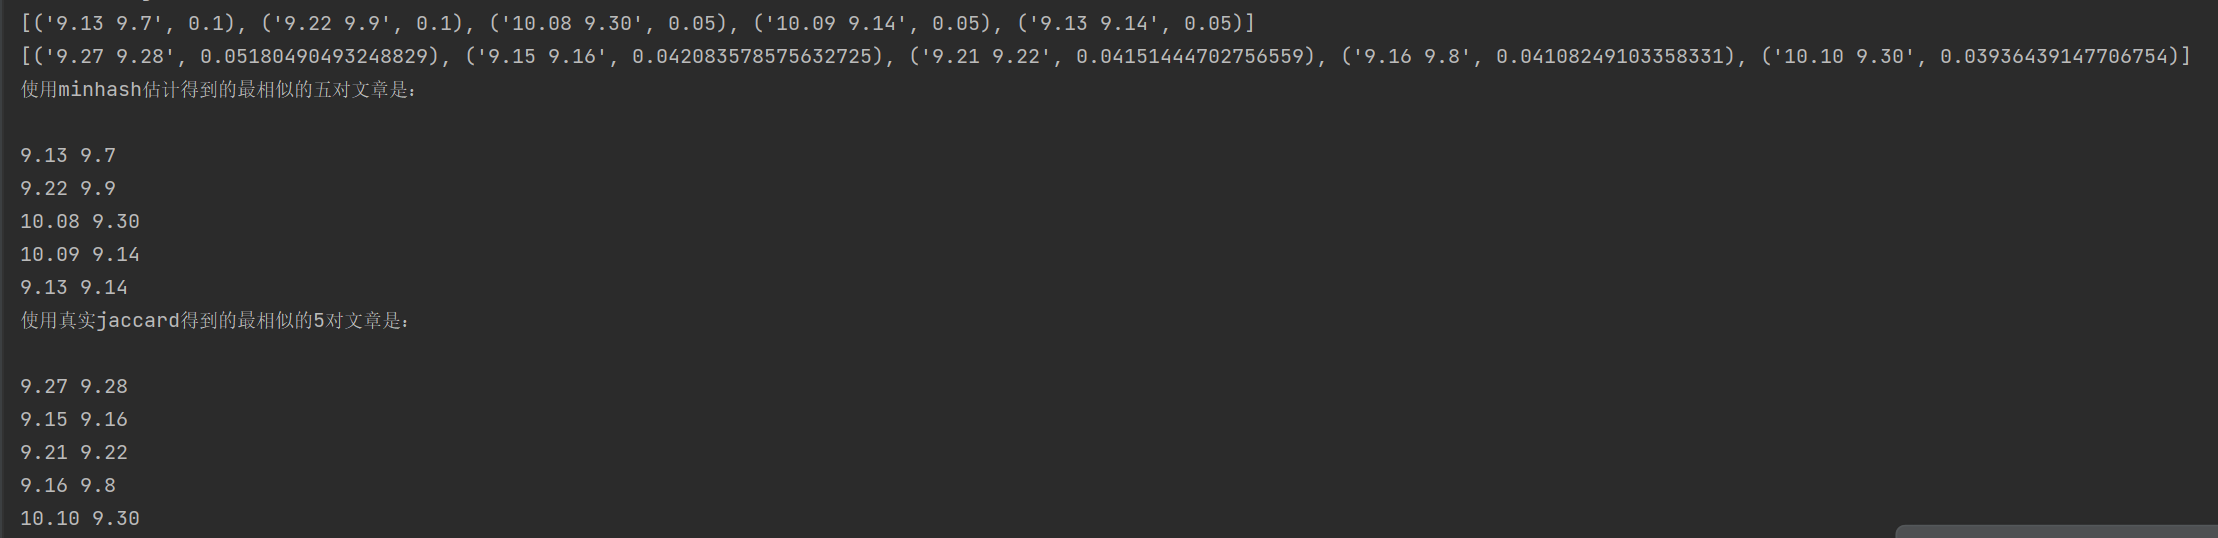 [('9.13 9.7', 0.1), ('9.22 9.9', 0.1), ('10.08 9.30', 0.05), ('10.09 9.14', 0.05), ('9.13 9.14', 0.05)]
[('9.27 9.28', 0.05180490493248829), ('9.15 9.16', 0.042083578575632725), ('9.21 9.22', 0.04151444702756559), ('9.16 9.8', 0.04108249103358331), ('10.10 9.30', 0.03936439147706754)]
使用minhash估计得到的最相似的五对文章是:
9.13 9.7
9.22 9.9
10.08 9.30
10.09 9.14
9.13 9.14
使用真实jaccard得到的最相似的5对文章是:
9.27 9.28
9.15 9.16
9.21 9.22
9.16 9.8
10.10 9.30